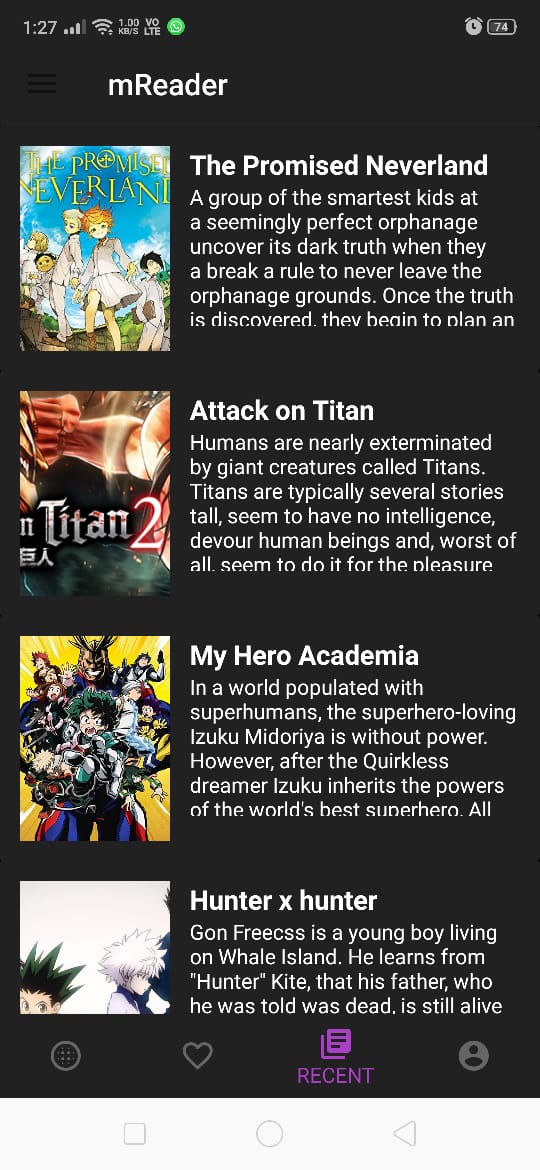 1:27 1.00 KB/S VO LTE 74
mReader
THE PROMISED
NEVERLAND
The Promised Neverland
A group of the smartest kids at
a seemingly perfect orphanage
uncover its dark truth when they
a break a rule to never leave the
orphanage grounds. Once the truth
is discovered, they begin to plan an
n Titan 2
巨人
Attack on Titan
Humans are nearly exterminated
by giant creatures called Titans.
Titans are typically several stories
tall, seem to have no intelligence,
devour human beings and, worst of
all, seem to do it for the pleasure
My Hero Academia
In a world populated with
superhumans, the superhero-loving
Izuku Midoriya is without power.
However, after the Quirkless
dreamer Izuku inherits the powers
of the world's best superhero, All
Hunter x hunter
Gon Freecss is a young boy living
on Whale Island. He learns from
"Hunter" Kite, that his father, who
he was told was dead, is still alive
RECENT